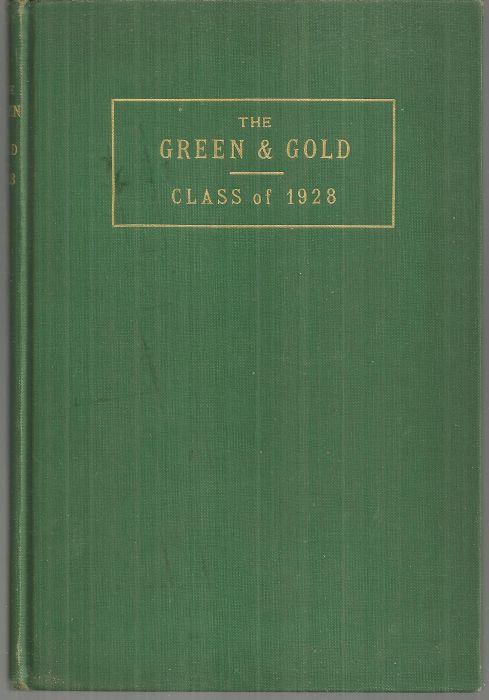 THE
GREEN & GOLD
CLASS of 1928